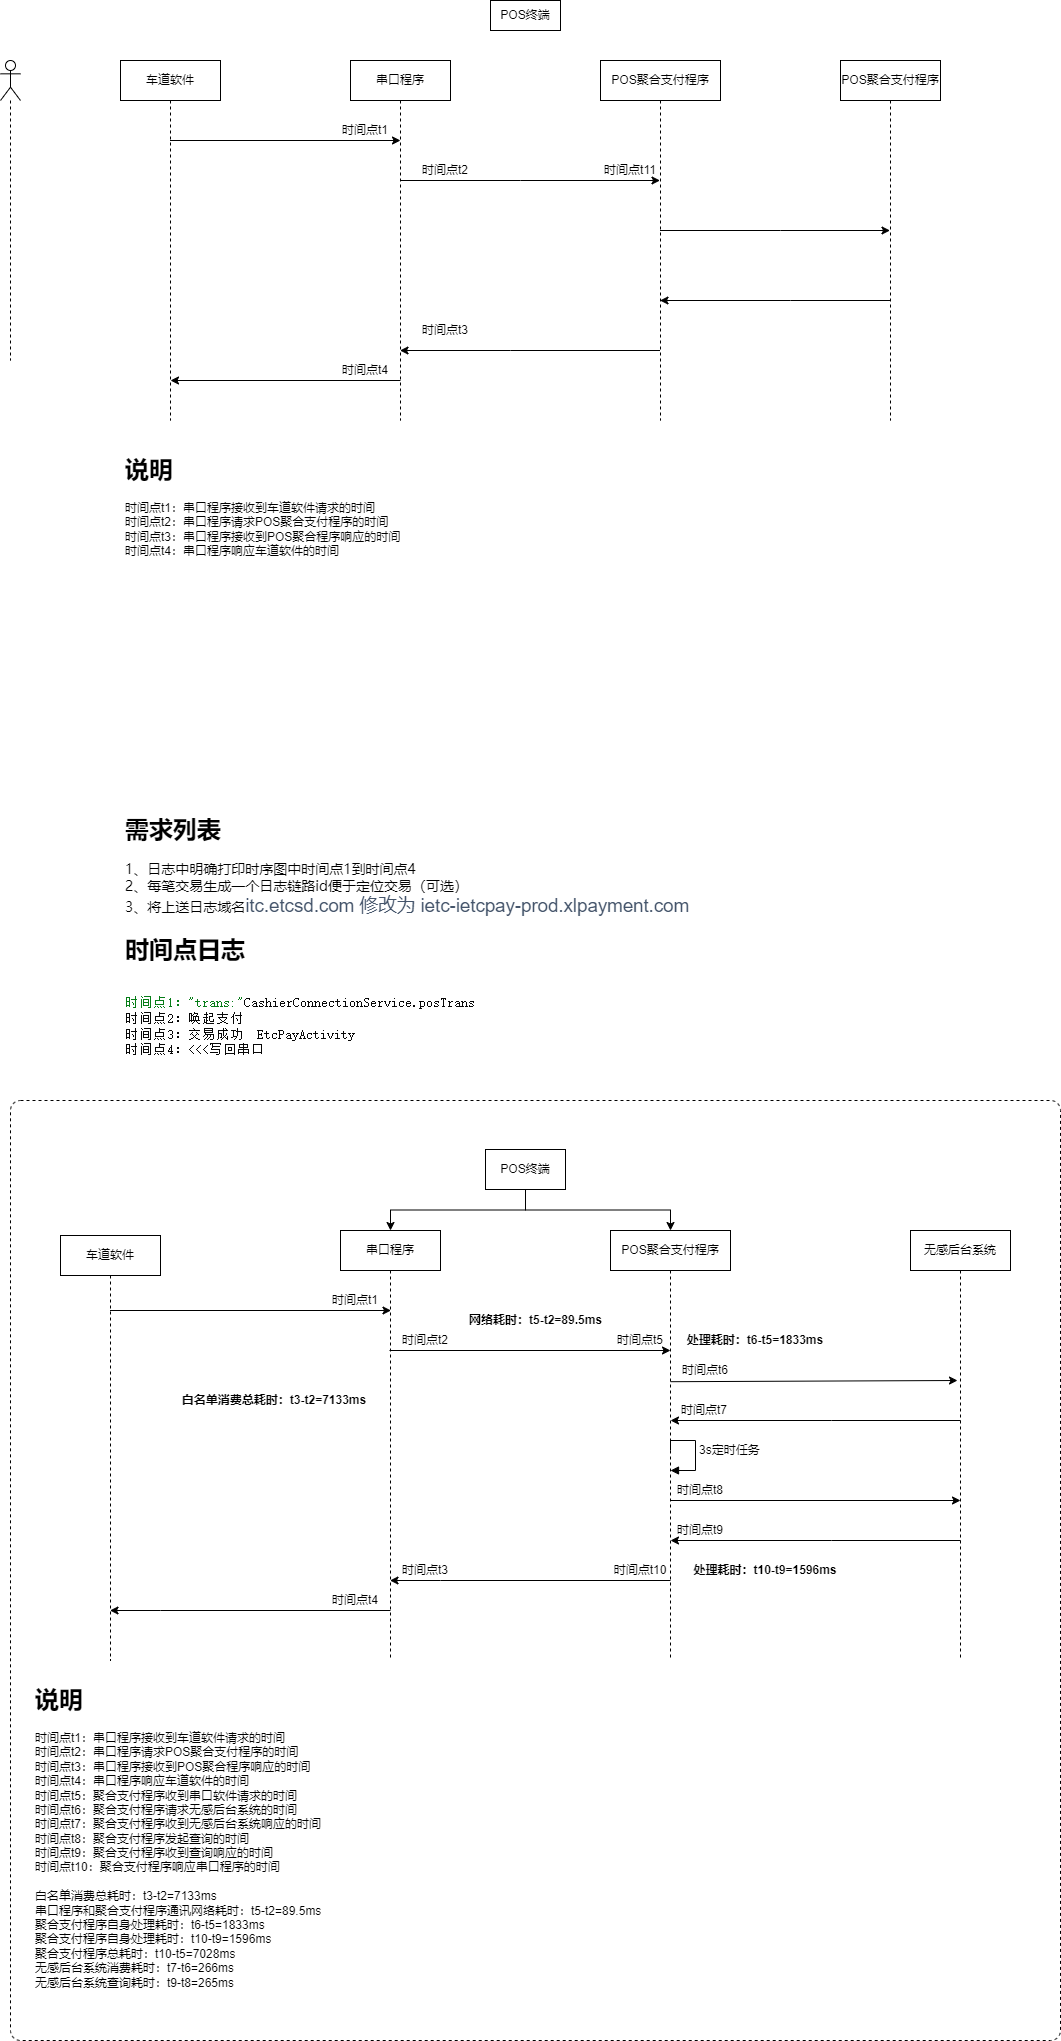 POS终端
车道软件
串口程序
POS聚合支付程序
POS聚合支付程序
时间点t1
时间点t2
时间点t11
时间点t3
时间点t4
说明
时间点t1：串口程序接收到车道软件请求的时间
时间点t2：串口程序请求POS聚合支付程序的时间
时间点t3：串口程序接收到POS聚合程序响应的时间
时间点t4：串口程序响应车道软件的时间
需求列表
1、日志中明确打印时序图中时间点1到时间点4
2、每笔交易生成一个日志链路id便于定位交易（可选）
3、将上送日志域名itc.etcsd.com 修改为 ietc-ietcpay-prod.xlpayment.com
时间点日志
时间点1："trans:"CashierConnectionService.posTrans
时间点2：唤起支付
时间点3：交易成功 EtcPayActivity
时间点4：<<<写回串口
POS终端
车道软件
串口程序
POS聚合支付程序
无感后台系统
时间点t1
网络耗时：t5-t2=89.5ms
时间点t2
时间点t5
处理耗时：t6-t5=1833ms
时间点t6
白名单消费总耗时：t3-t2=7133ms
时间点t7
3s定时任务
时间点t8
时间点t9
时间点t3
时间点t10
处理耗时：t10-t9=1596ms
时间点t4
说明
时间点t1：串口程序接收到车道软件请求的时间
时间点t2：串口程序请求POS聚合支付程序的时间
时间点t3：串口程序接收到POS聚合程序响应的时间
时间点t4：串口程序响应车道软件的时间
时间点t5：聚合支付程序收到串口软件请求的时间
时间点t6：聚合支付程序请求无感后台系统的时间
时间点t7：聚合支付程序收到无感后台系统响应的时间
时间点t8：聚合支付程序发起查询的时间
时间点t9：聚合支付程序收到查询响应的时间
时间点t10：聚合支付程序响应串口程序的时间
白名单消费总耗时：t3-t2=7133ms
串口程序和聚合支付程序通讯网络耗时：t5-t2=89.5ms
聚合支付程序自身处理耗时：t6-t5=1833ms
聚合支付程序自身处理耗时：t10-t9=1596ms
聚合支付程序总耗时：t10-t5=7028ms
无感后台系统消费耗时：t7-t6=266ms
无感后台系统查询耗时：t9-t8=265ms